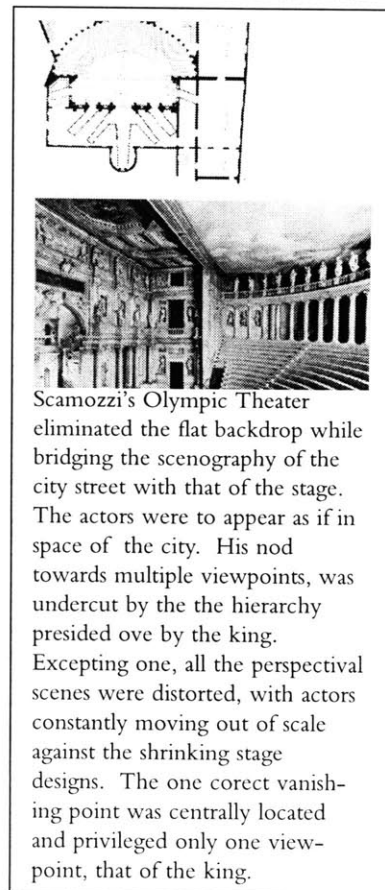 Scamozzi's Olympic Theater
eliminated the flat backdrop while
bridging the scenography of the
city street with that of the stage.
The actors were to appear as if in
space of the city. His nod
towards multiple viewpoints, was
undercut by the the hierarchy
presided ove by the king.
Excepting one, all the perspectival
scenes were distorted, with actors
constantly moving out of scale
against the shrinking stage
designs. The one corect vanish-
ing point was centrally located
and privileged only one view-
point, that of the king.